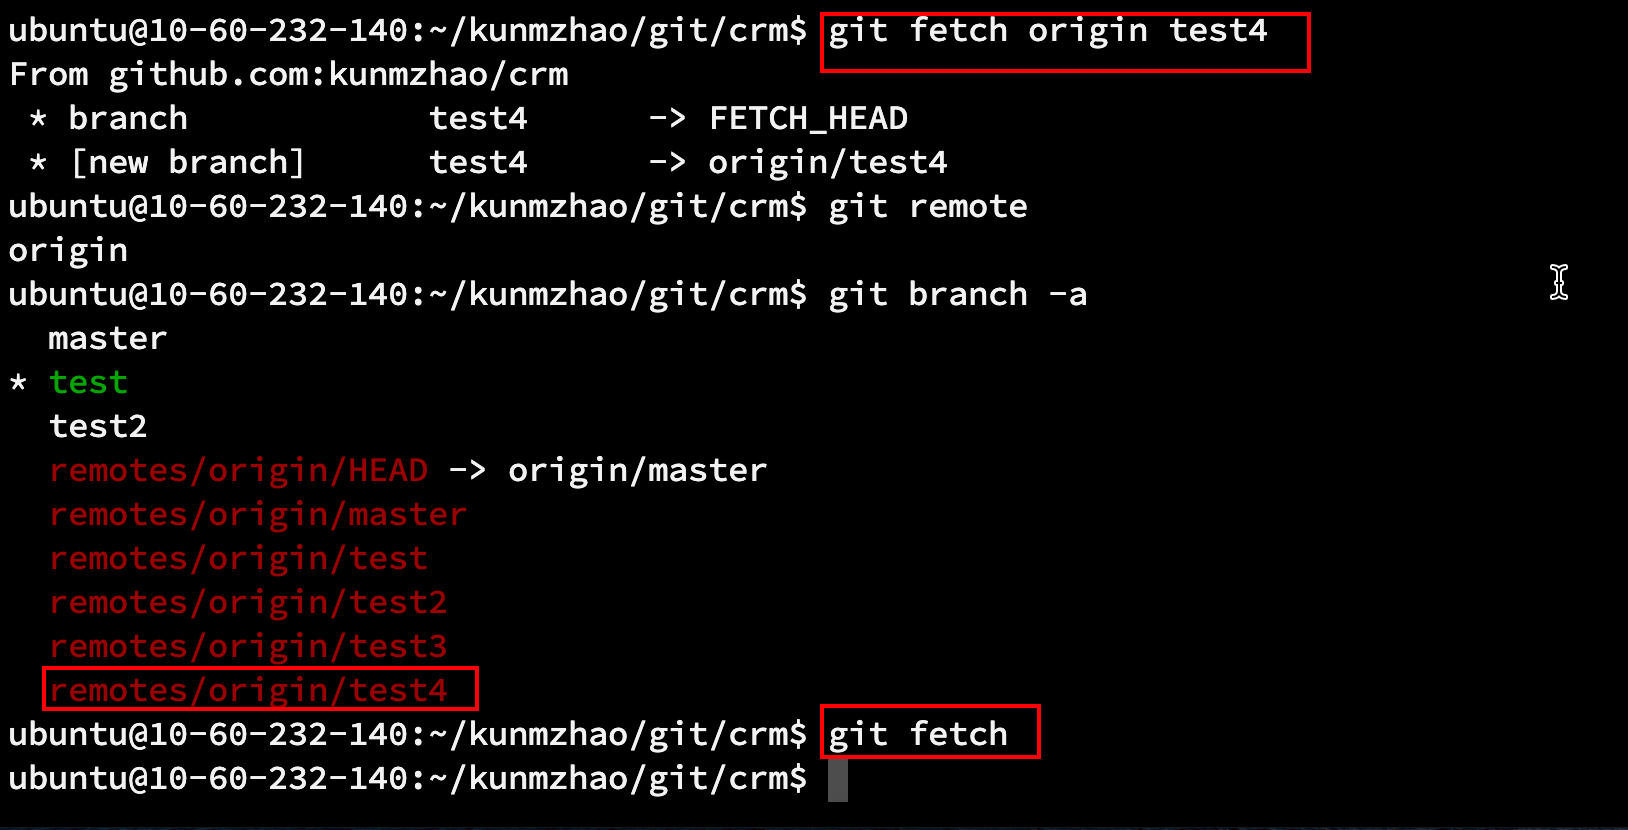 ubuntu@10-60-232-140:~/kunmzhao/git/crm$ git fetch origin test4
From github.com:kunmzhao/crm
 * branch            test4      -> FETCH_HEAD
 * [new branch]      test4      -> origin/test4
ubuntu@10-60-232-140:~/kunmzhao/git/crm$ git remote
origin
ubuntu@10-60-232-140:~/kunmzhao/git/crm$ git branch -a
  master
* test
  test2
  remotes/origin/HEAD -> origin/master
  remotes/origin/master
  remotes/origin/test
  remotes/origin/test2
  remotes/origin/test3
  remotes/origin/test4
ubuntu@10-60-232-140:~/kunmzhao/git/crm$ git fetch
ubuntu@10-60-232-140:~/kunmzhao/git/crm$